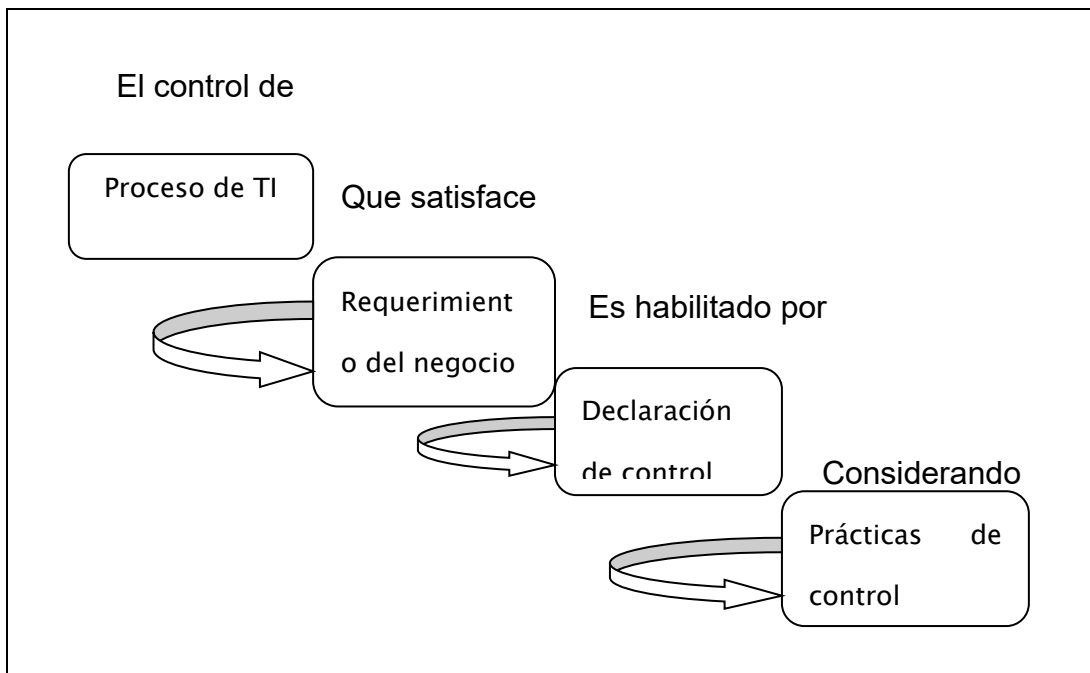 El control de
Proceso de TI
Que satisface
Requerimient
o del negocio
Es habilitado por
Declaración
de control
Considerando
Prácticas de
control